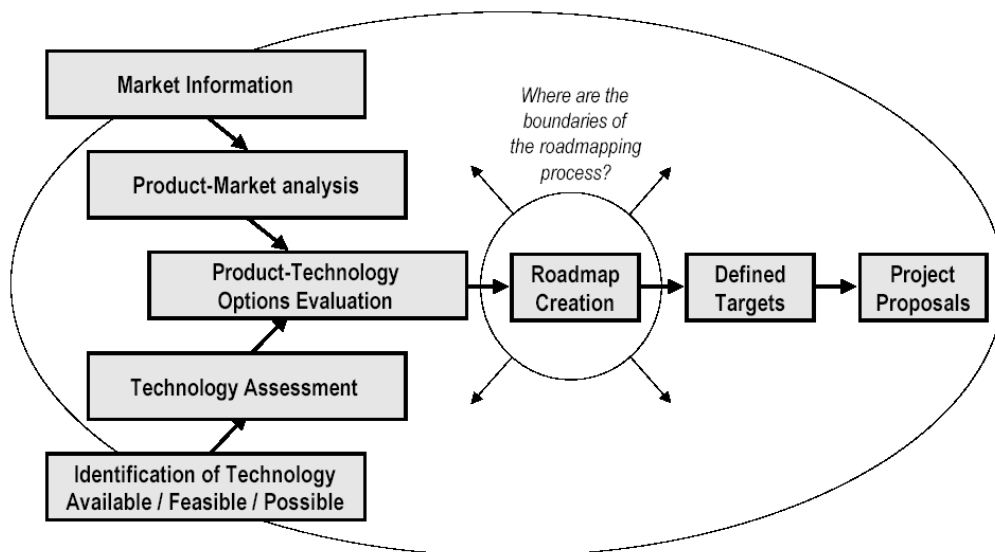 Market Information
Where are the
boundaries of
the roadmapping
process?
Product-Market analysis
Product-Technology
Options Evaluation
Roadmap
Creation
Defined
Targets
Project
Proposals
Technology Assessment
Identification of Technology
Available / Feasible / Possible